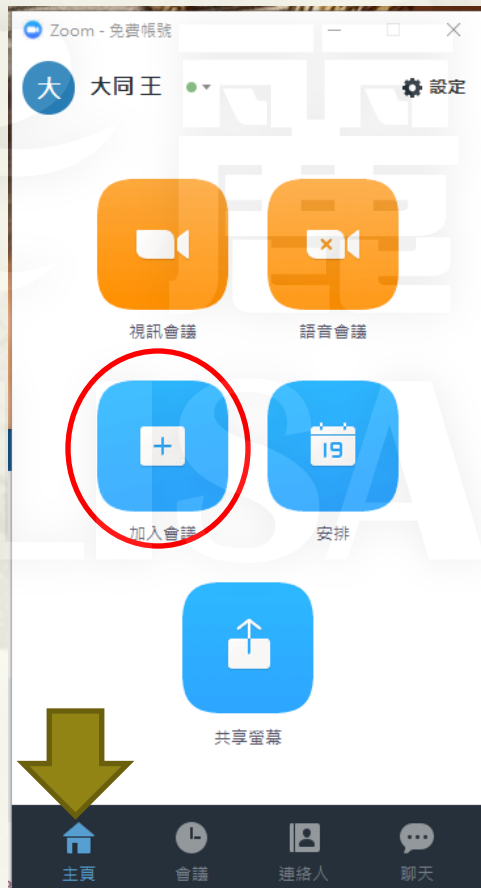 Zoom - 免費帳號
大 大同 王 設定
視訊會議 語音會議
加入會議 19 安排
共享螢幕
主頁 會議 連絡人 聊天
麗
LISA